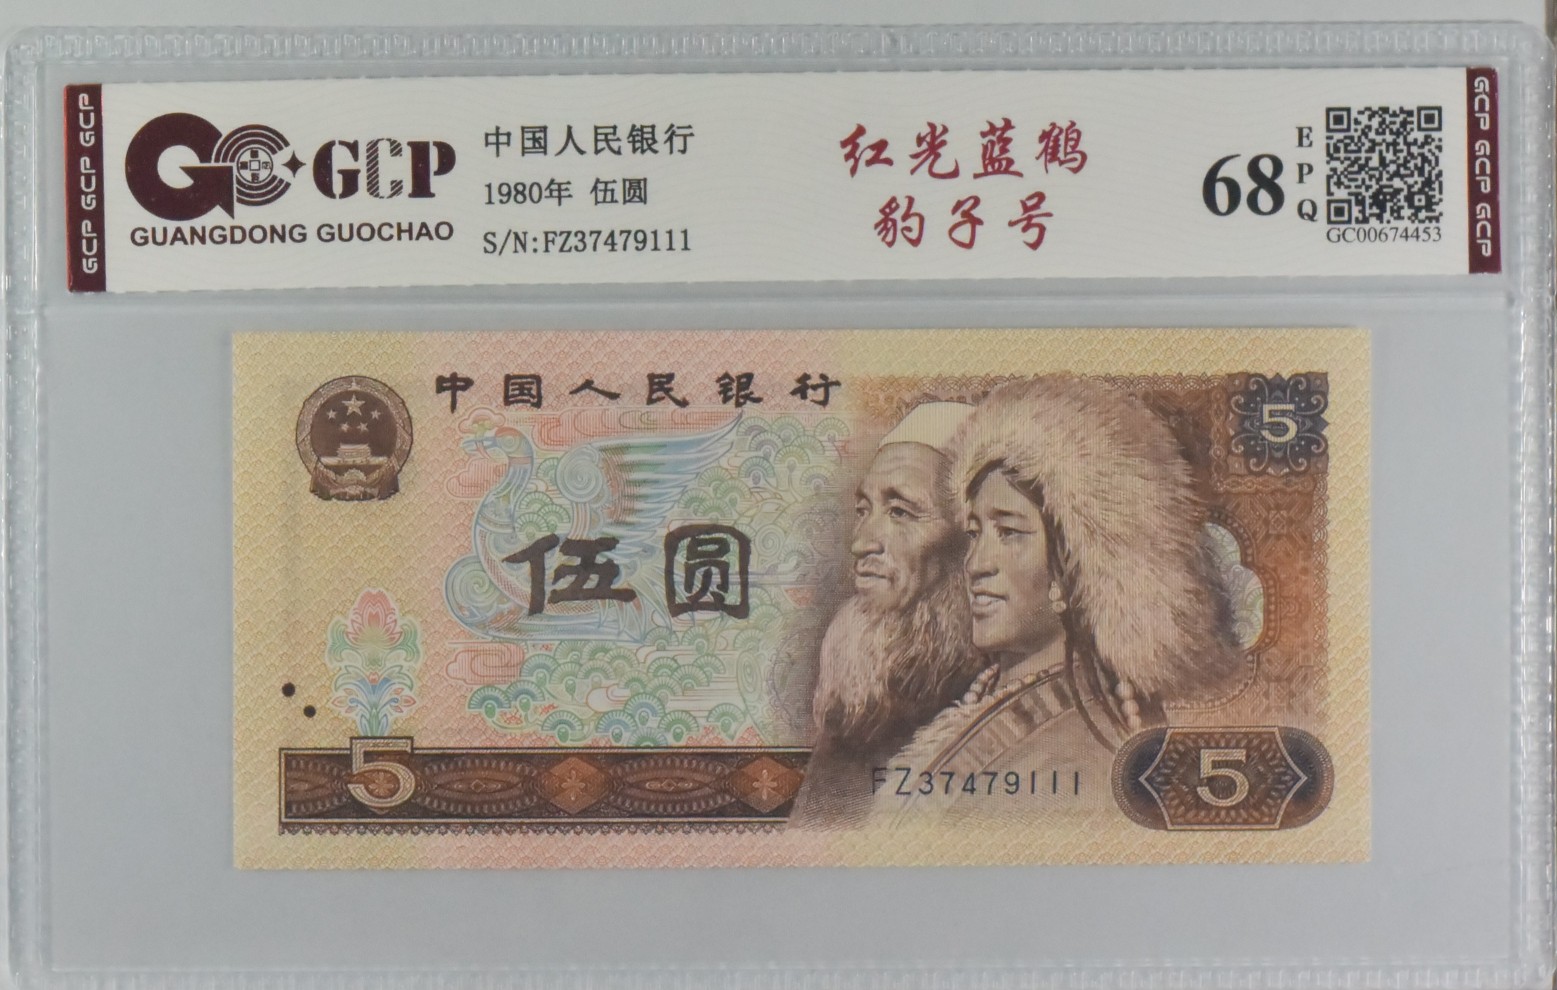 GCP GCP GCP
GCP
GUANGDONG GUOCHAO
中国人民银行
1980年 伍圆
S/N:FZ37479111
红光蓝鹤
豹子号
68
EPQ
GC00674453
GCP GCP GCP
中国人民银行
5
伍圆
5
FZ37479111
5